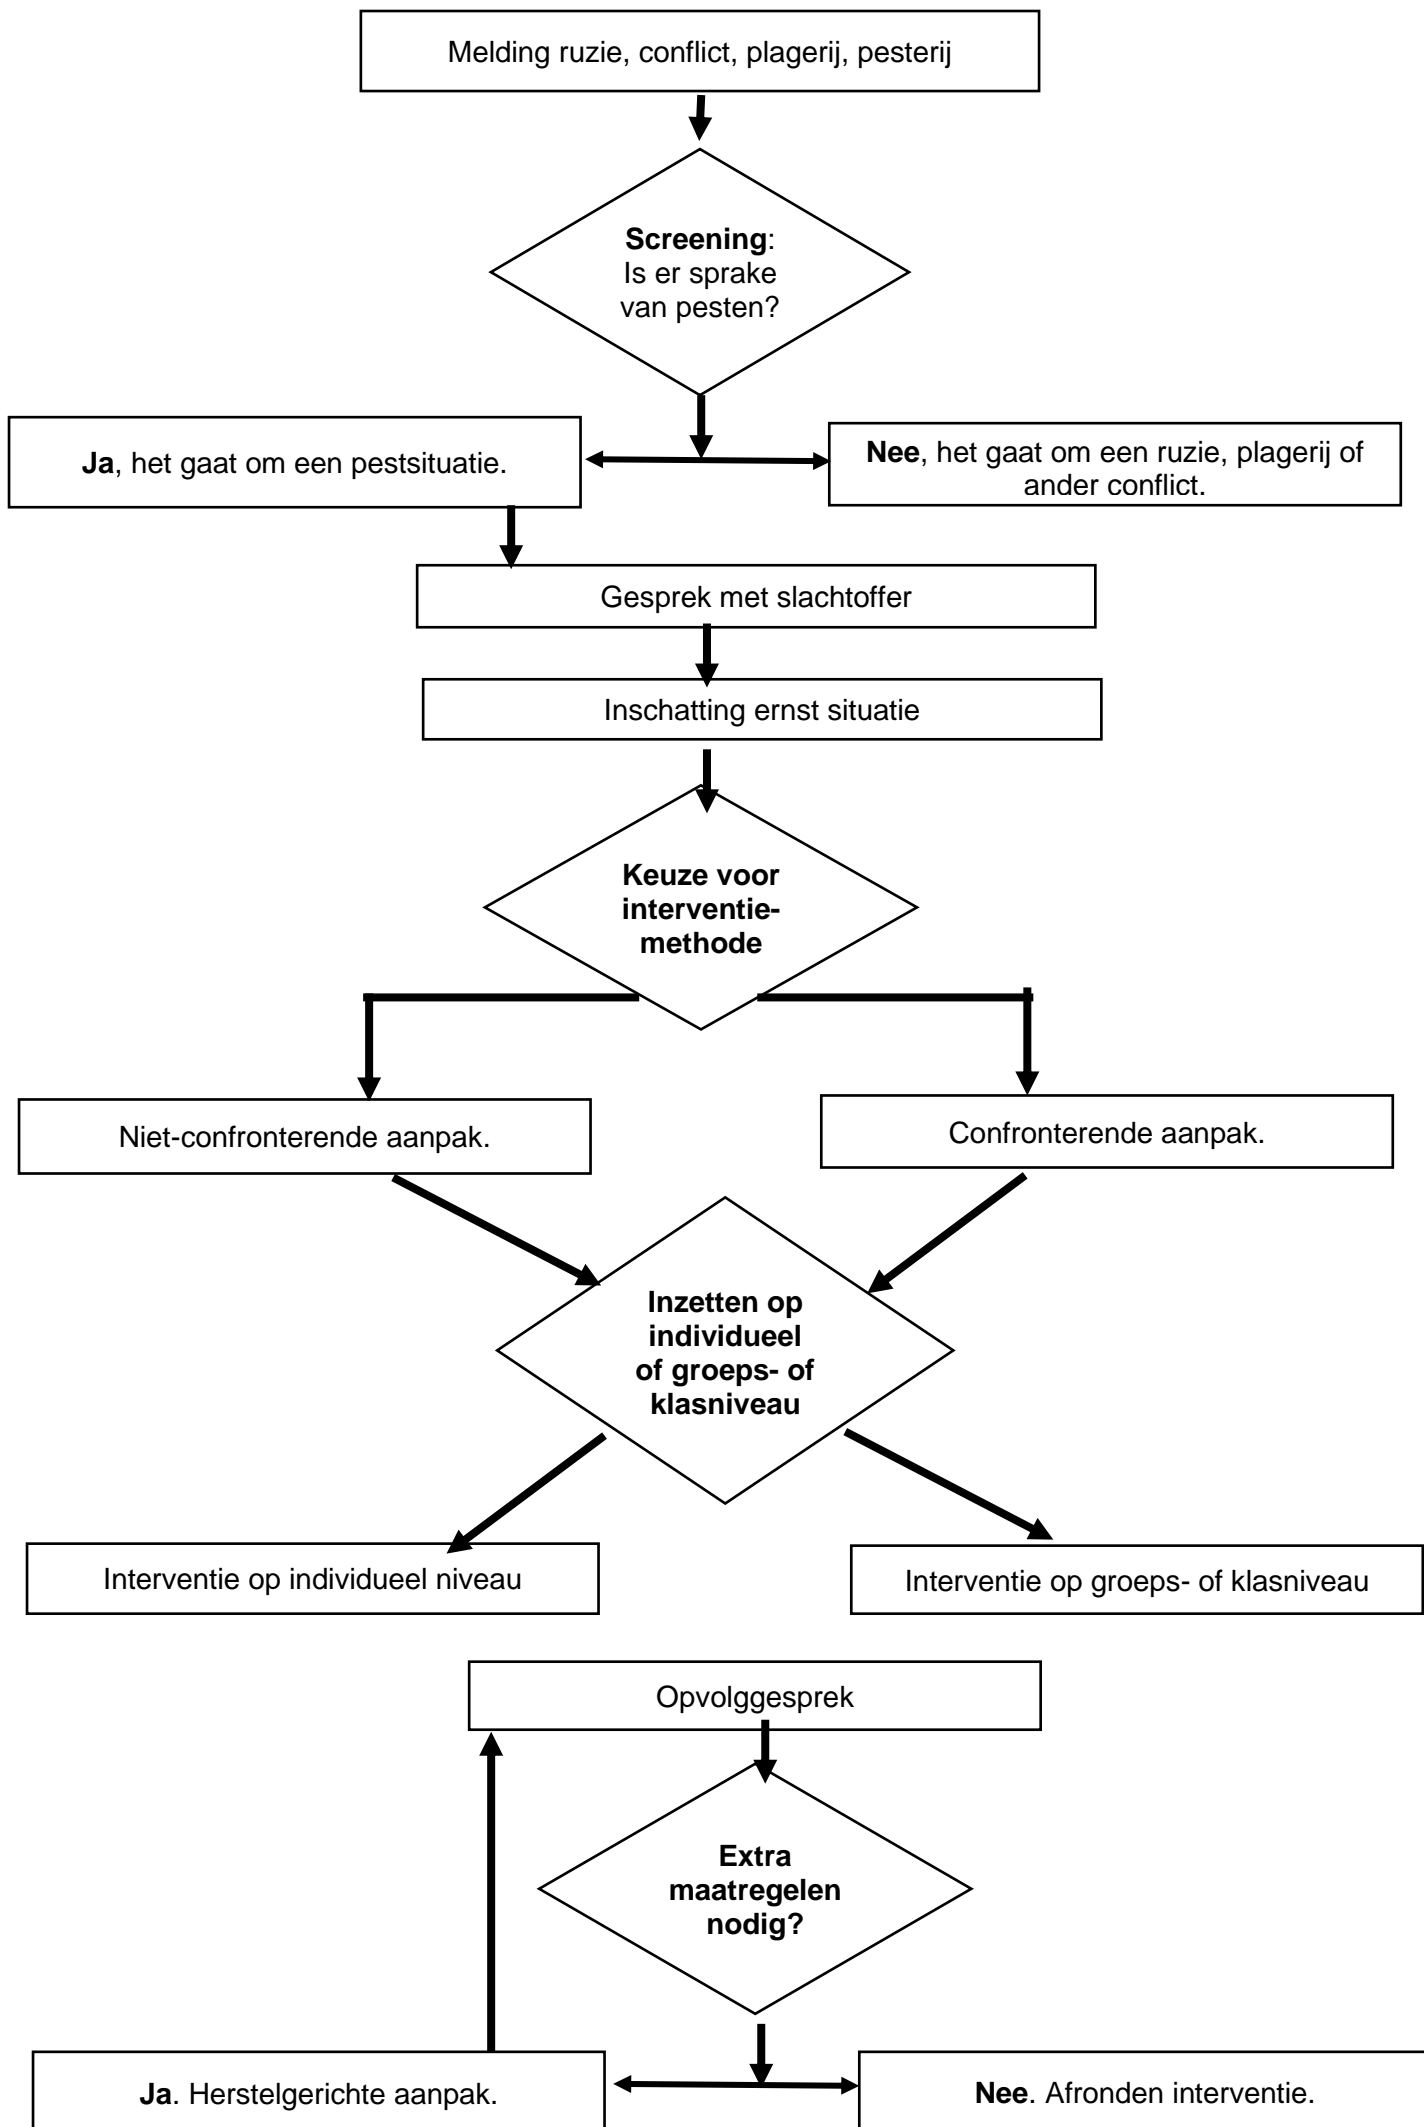 Melding ruzie, conflict, plagerij, pesterij
Screening:
Is er sprake
van pesten?
Ja, het gaat om een pestsituatie.
Nee, het gaat om een ruzie, plagerij of
ander conflict.
Gesprek met slachtoffer
Inschatting ernst situatie
Keuze voor
interventie-
methode
Niet-confronterende aanpak.
Confronterende aanpak.
Inzetten op
individueel
of groeps- of
klasniveau
Interventie op individueel niveau
Interventie op groeps- of klasniveau
Opvolggesprek
Extra
maatregelen
nodig?
Ja. Herstelgerichte aanpak.
Nee. Afronden interventie.